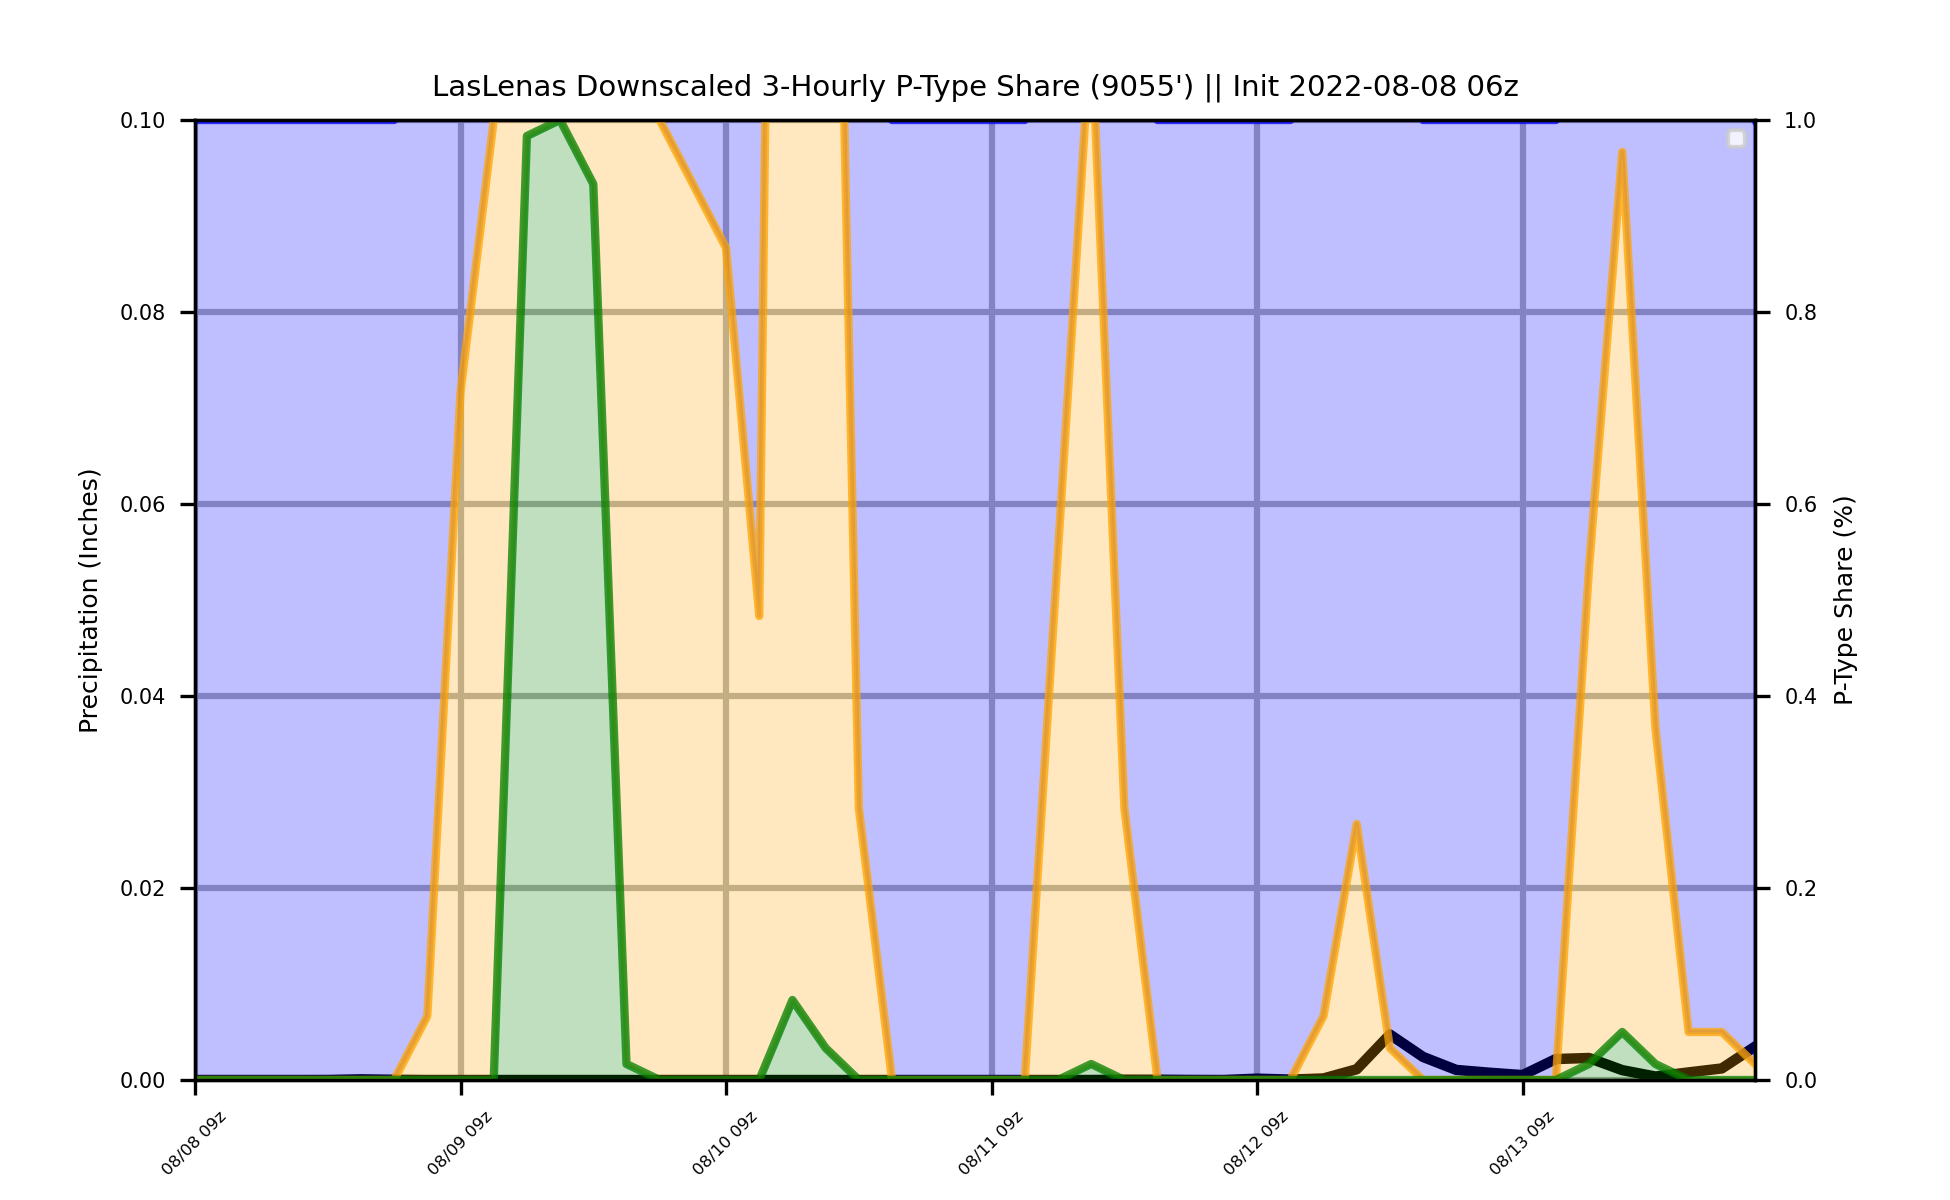 LasLenas Downscaled 3-Hourly P-Type Share (9055') || Init 2022-08-08 06z
0.10
0.08
0.06
0.04
0.02
0.00
Precipitation (Inches)
1.0
0.8
0.6
0.4
0.2
0.0
P-Type Share (%)
08/08 09z
08/09 09z
08/10 09z
08/11 09z
08/12 09z
08/13 09z